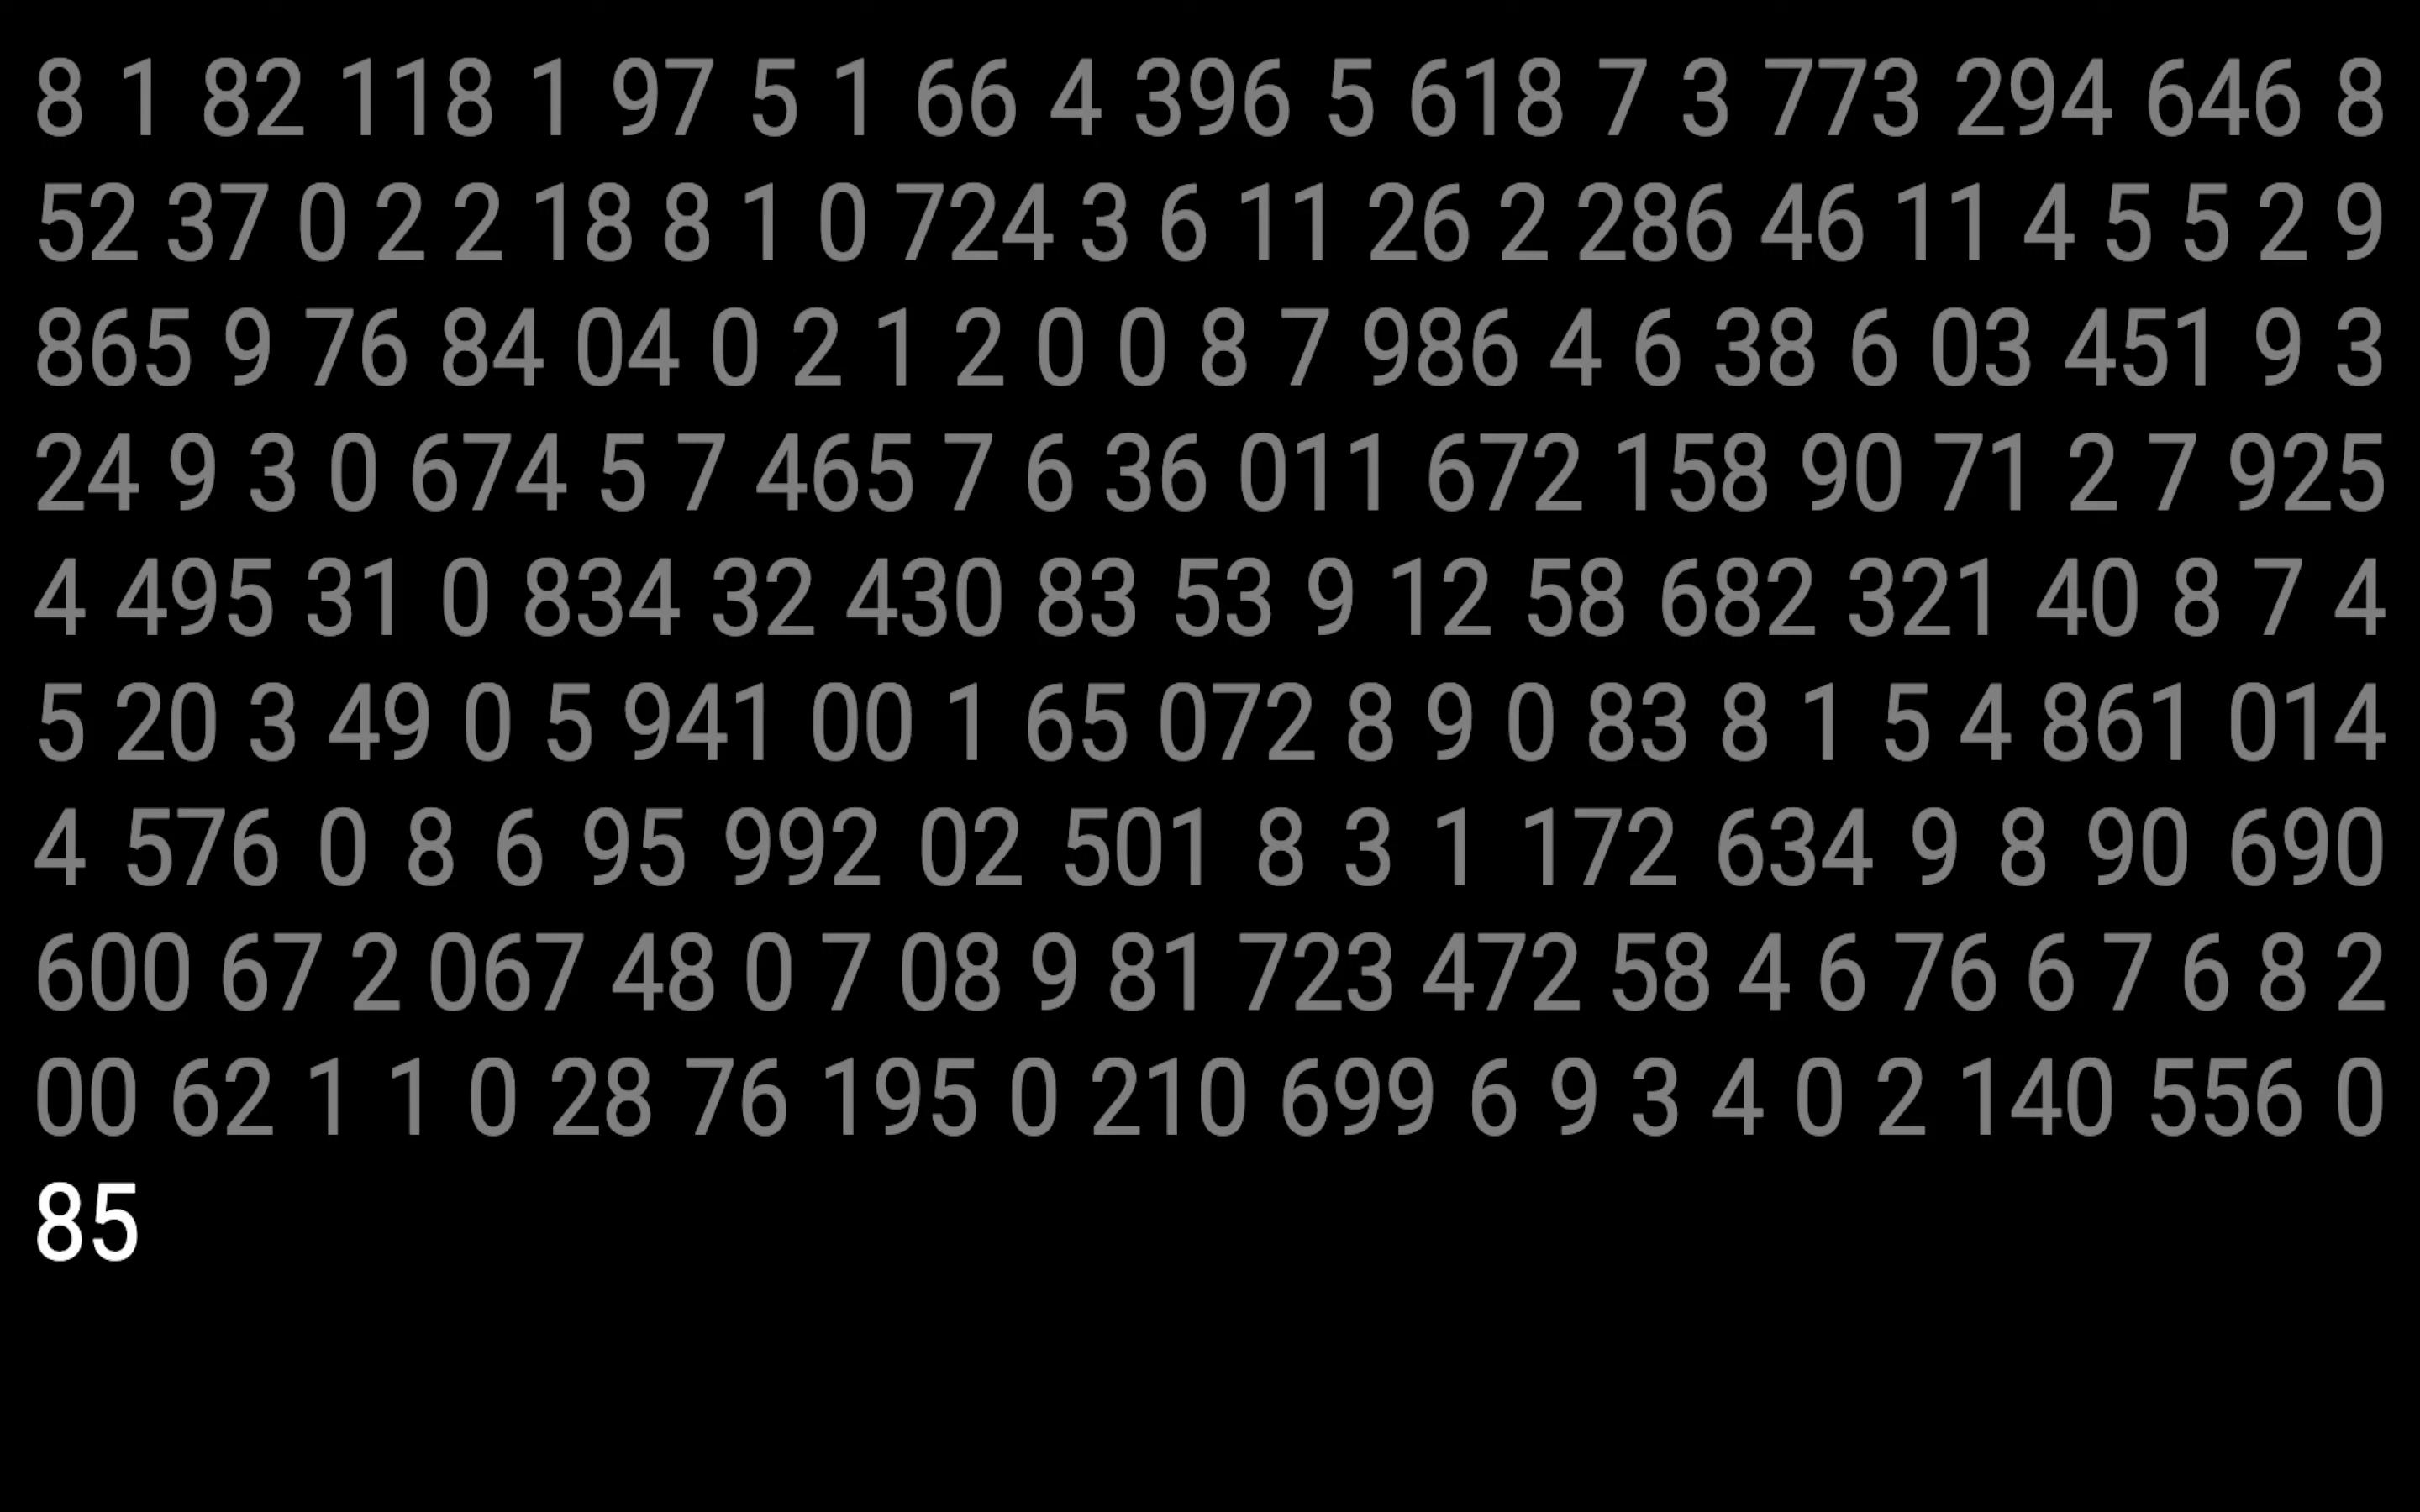 8 1 82 118 1 97 5 1 66 4 396 5 618 7 3 773 294 646 8
52 37 0 2 2 18 8 1 0 724 3 6 11 26 2 286 46 11 4 5 5 2 9
865 9 76 84 04 0 2 1 2 0 0 8 7 986 4 6 38 6 03 451 9 3
24 9 3 0 674 5 7 465 7 6 36 011 672 158 90 71 2 7 925
4 495 31 0 834 32 430 83 53 9 12 58 682 321 40 8 7 4
5 20 3 49 0 5 941 00 1 65 072 8 9 0 83 8 1 5 4 861 014
4 576 0 8 6 95 992 02 501 8 3 1 172 634 9 8 90 690
600 67 2 067 48 0 7 08 9 81 723 472 58 4 6 76 6 7 6 8 2
00 62 1 1 0 28 76 195 0 210 699 6 9 3 4 0 2 140 556 0
85